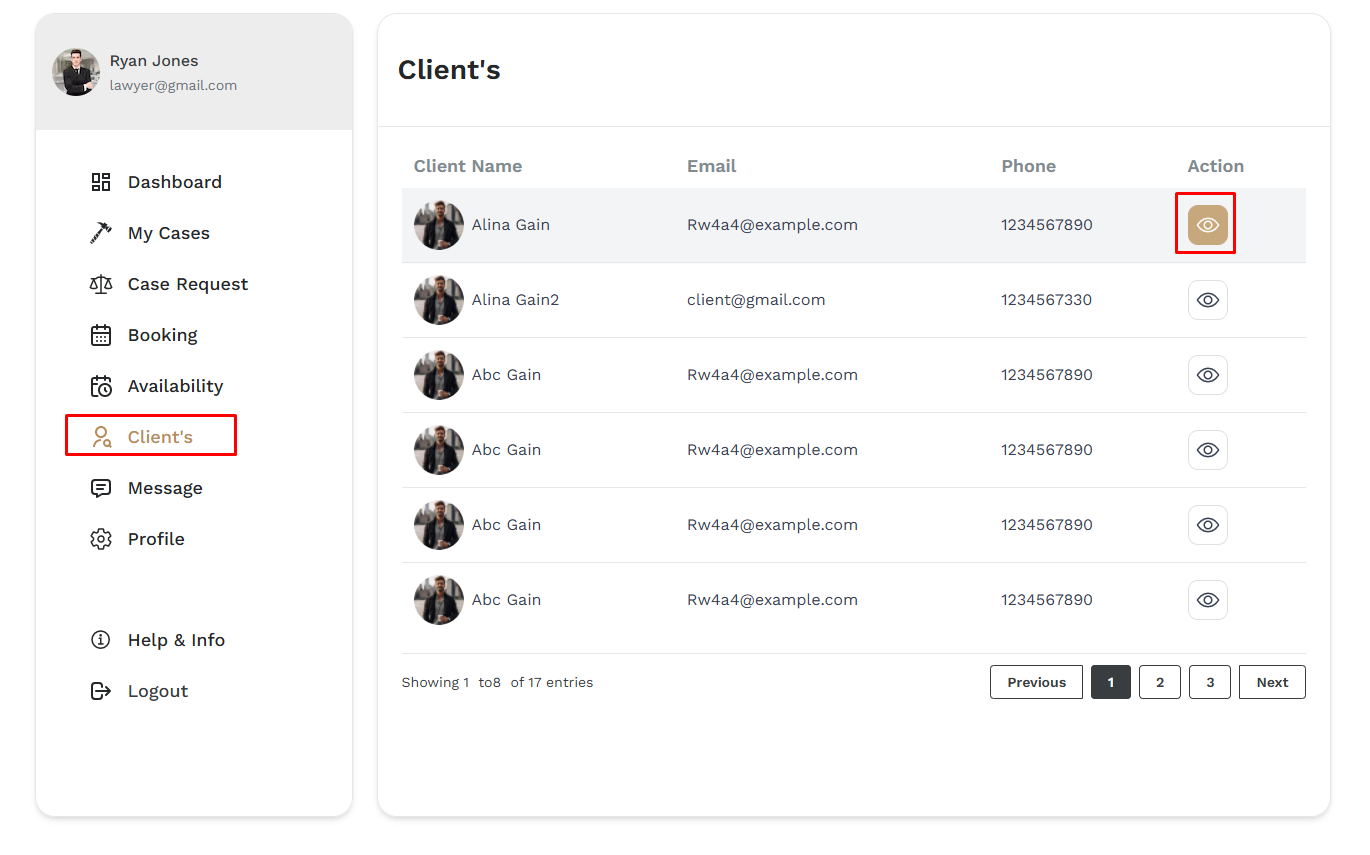 Ryan Jones
lawyer@gmail.com
Dashboard
My Cases
Case Request
Booking
Availability
Client's
Message
Profile
Help & Info
Logout
Client's
Client Name Email Phone Action
Alina Gain Rw4a4@example.com 1234567890
Alina Gain2 client@gmail.com 1234567330
Abc Gain Rw4a4@example.com 1234567890
Abc Gain Rw4a4@example.com 1234567890
Abc Gain Rw4a4@example.com 1234567890
Abc Gain Rw4a4@example.com 1234567890
Showing 1 to8 of 17 entries Previous 1 2 3 Next